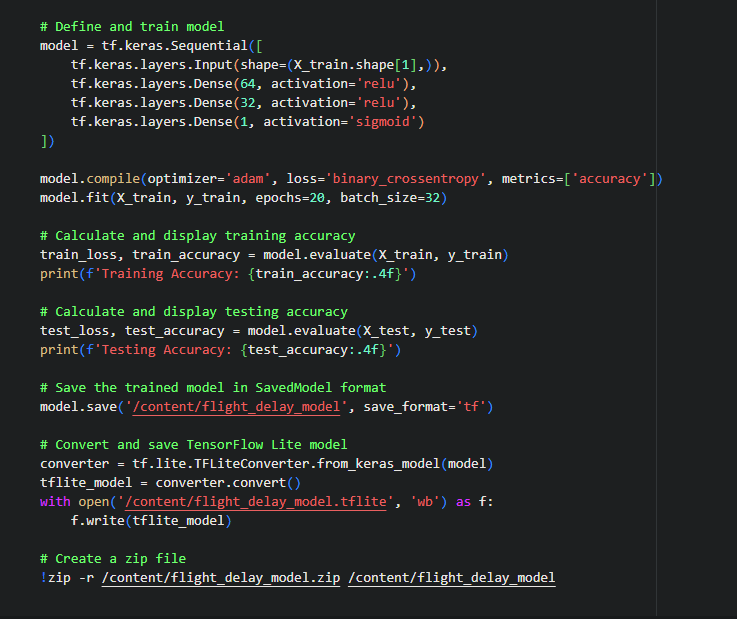 # Define and train model
model = tf.keras.Sequential([
    tf.keras.layers.Input(shape=(X_train.shape[1],)),
    tf.keras.layers.Dense(64, activation='relu'),
    tf.keras.layers.Dense(32, activation='relu'),
    tf.keras.layers.Dense(1, activation='sigmoid')
])
model.compile(optimizer='adam', loss='binary_crossentropy', metrics=['accuracy'])
model.fit(X_train, y_train, epochs=20, batch_size=32)
# Calculate and display training accuracy
train_loss, train_accuracy = model.evaluate(X_train, y_train)
print(f'Training Accuracy: {train_accuracy:.4f}')
# Calculate and display testing accuracy
test_loss, test_accuracy = model.evaluate(X_test, y_test)
print(f'Testing Accuracy: {test_accuracy:.4f}')
# Save the trained model in SavedModel format
model.save('/content/flight_delay_model', save_format='tf')
# Convert and save TensorFlow Lite model
converter = tf.lite.TFLiteConverter.from_keras_model(model)
tflite_model = converter.convert()
with open('/content/flight_delay_model.tflite', 'wb') as f:
    f.write(tflite_model)
# Create a zip file
!zip -r /content/flight_delay_model.zip /content/flight_delay_model